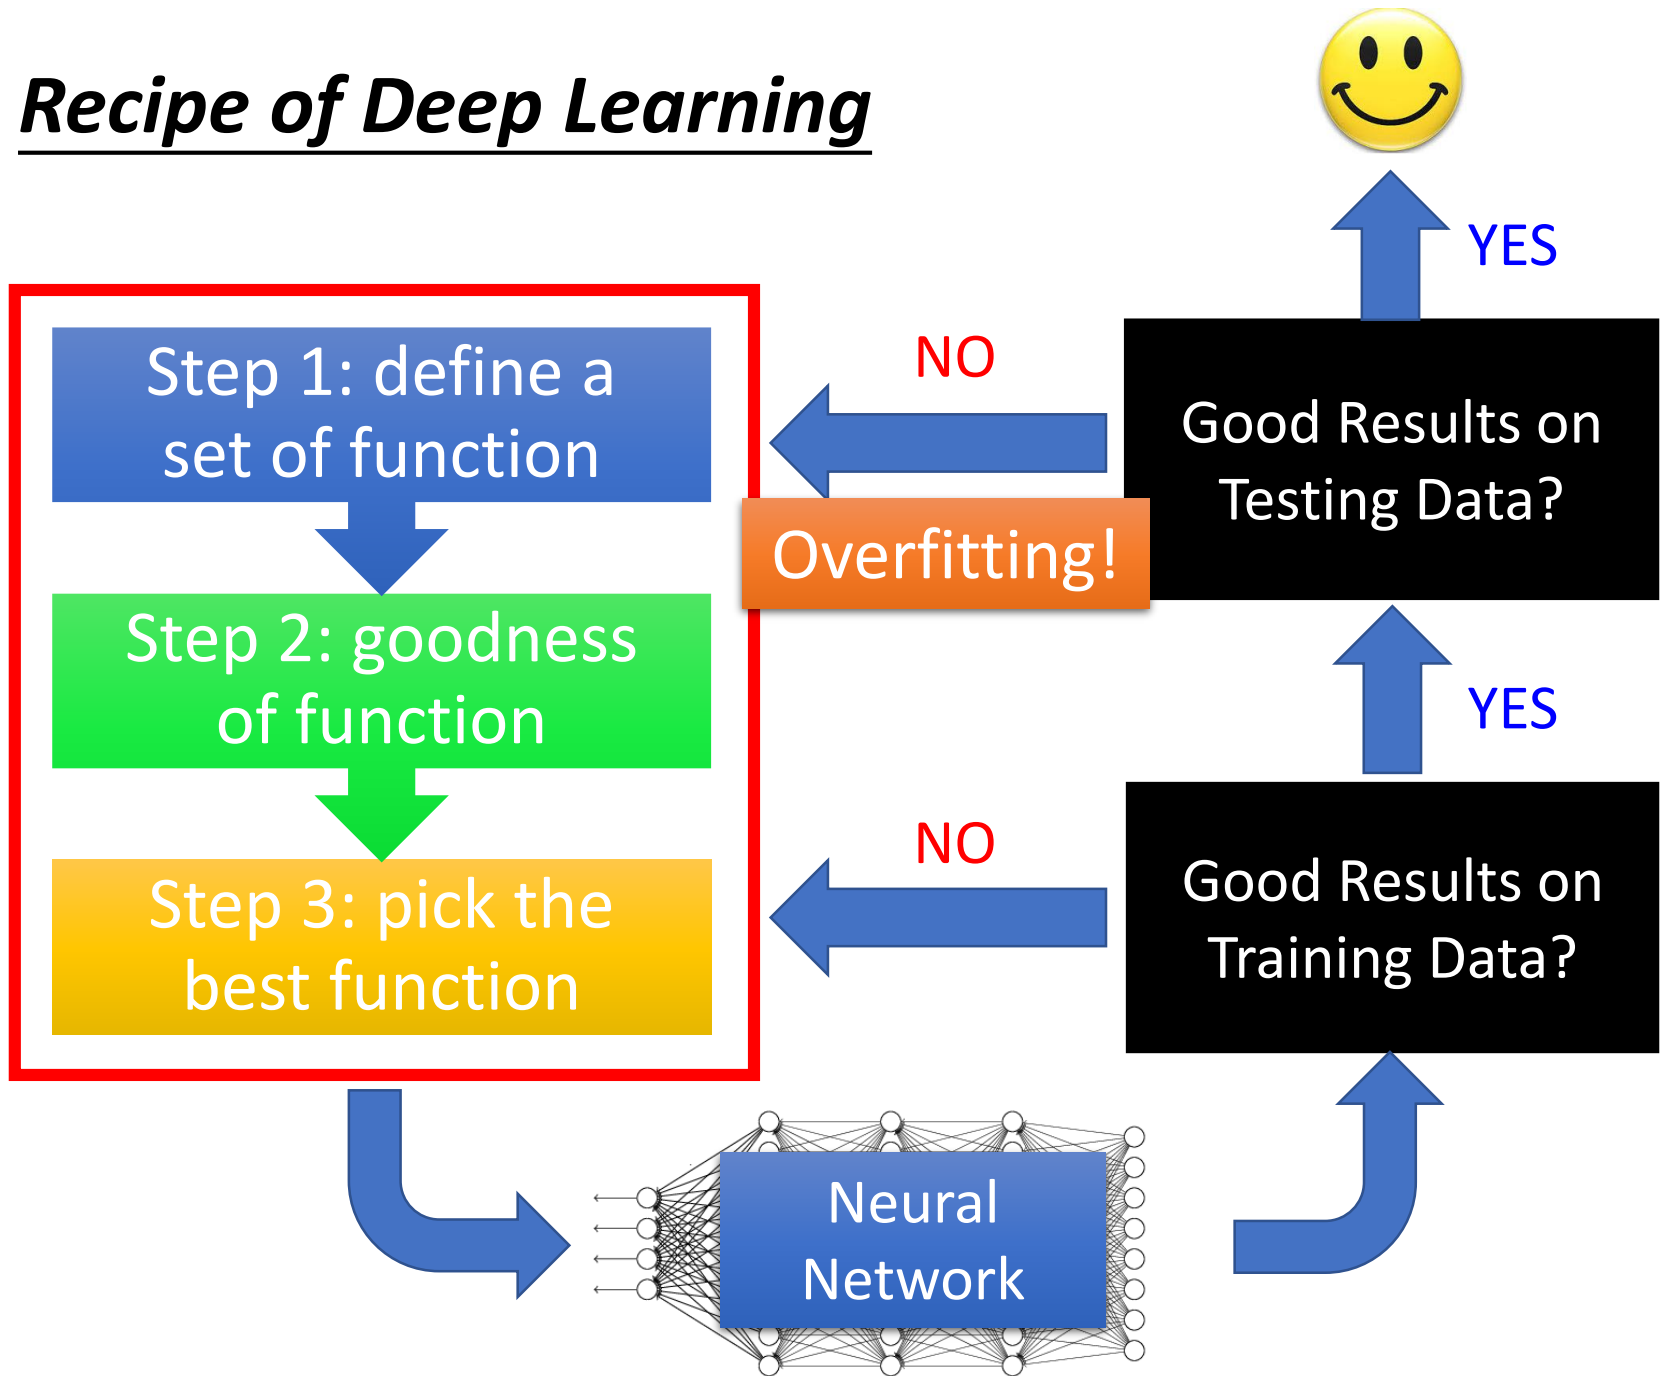 Recipe of Deep Learning
YES
Step 1: define a
set of function
NO
Good Results on
Testing Data?
Overfitting!
Step 2: goodness
of function
YES
Step 3: pick the
best function
NO
Good Results on
Training Data?
Neural
Network